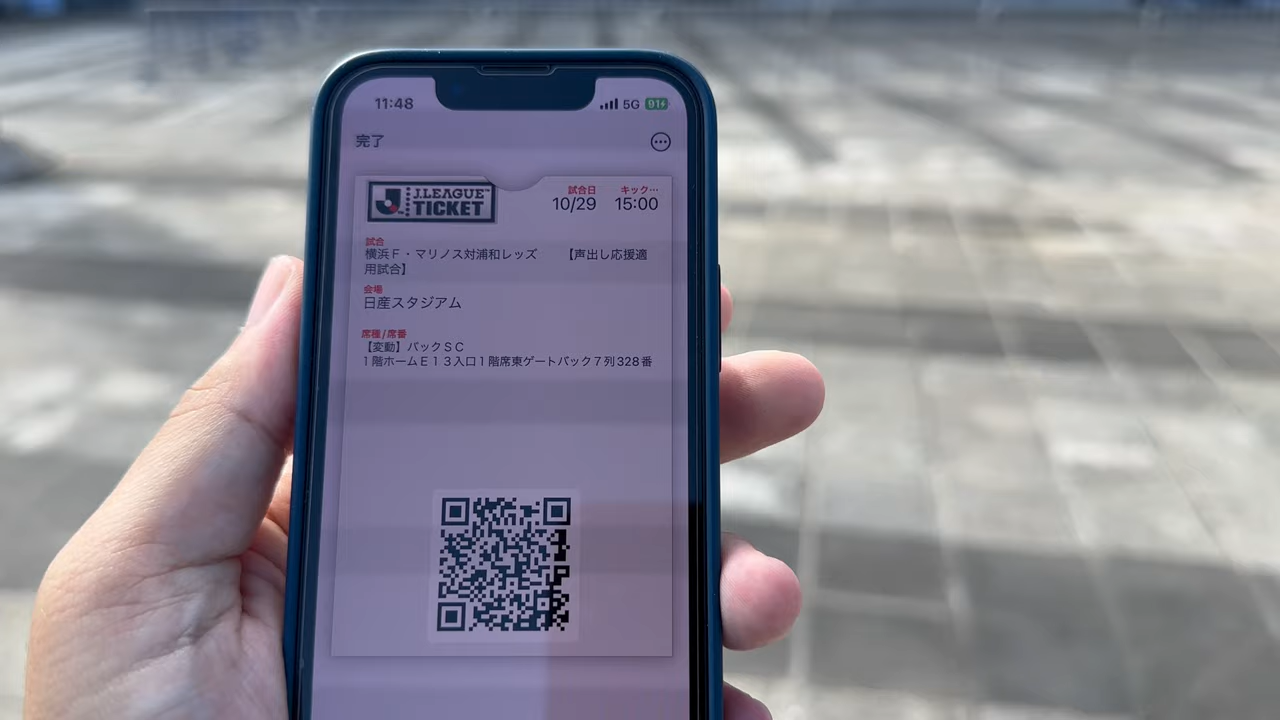 11:48
5G
91
完了
J.LEAGUE™
TICKET
試合日
キック…
10/29
15:00
試合
横浜F・マリノス対浦和レッズ　【声出し応援適
用試合】
会場
日産スタジアム
席種/席番
【変動】バックSC
1階ホームE13入口1階席東ゲートバック7列328番